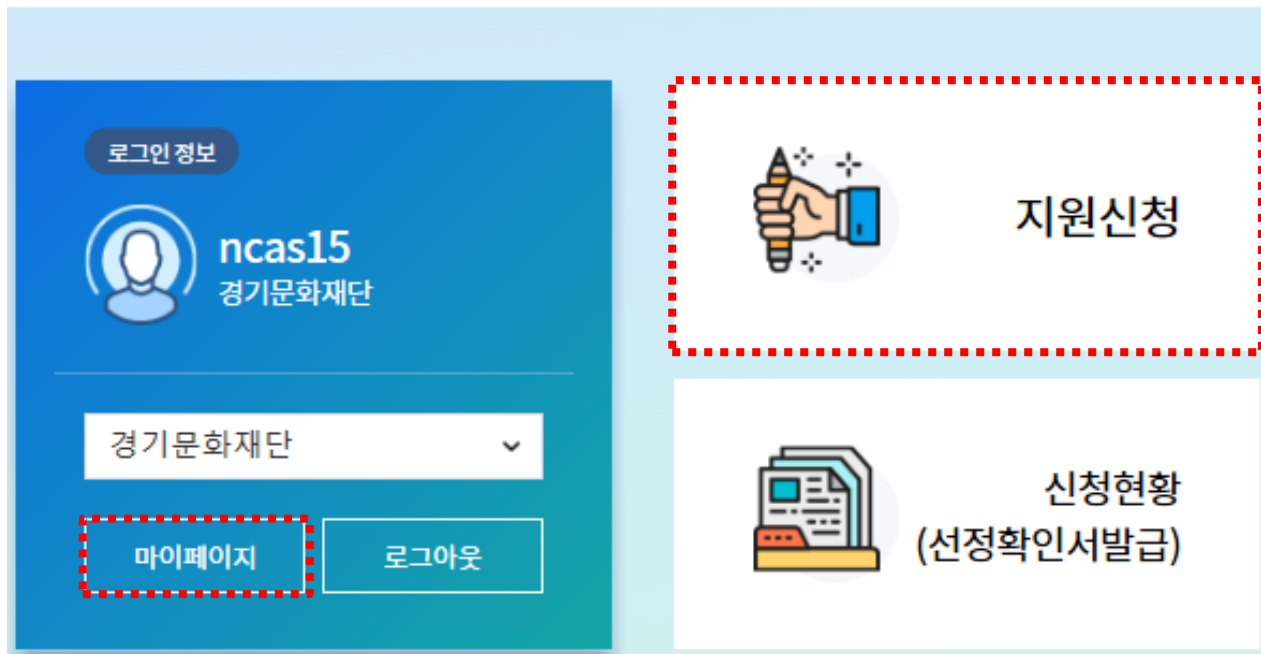 로그인 정보
ncas15
경기문화재단
경기문화재단
마이페이지
로그아웃
지원신청
신청현황
(선정확인서발급)